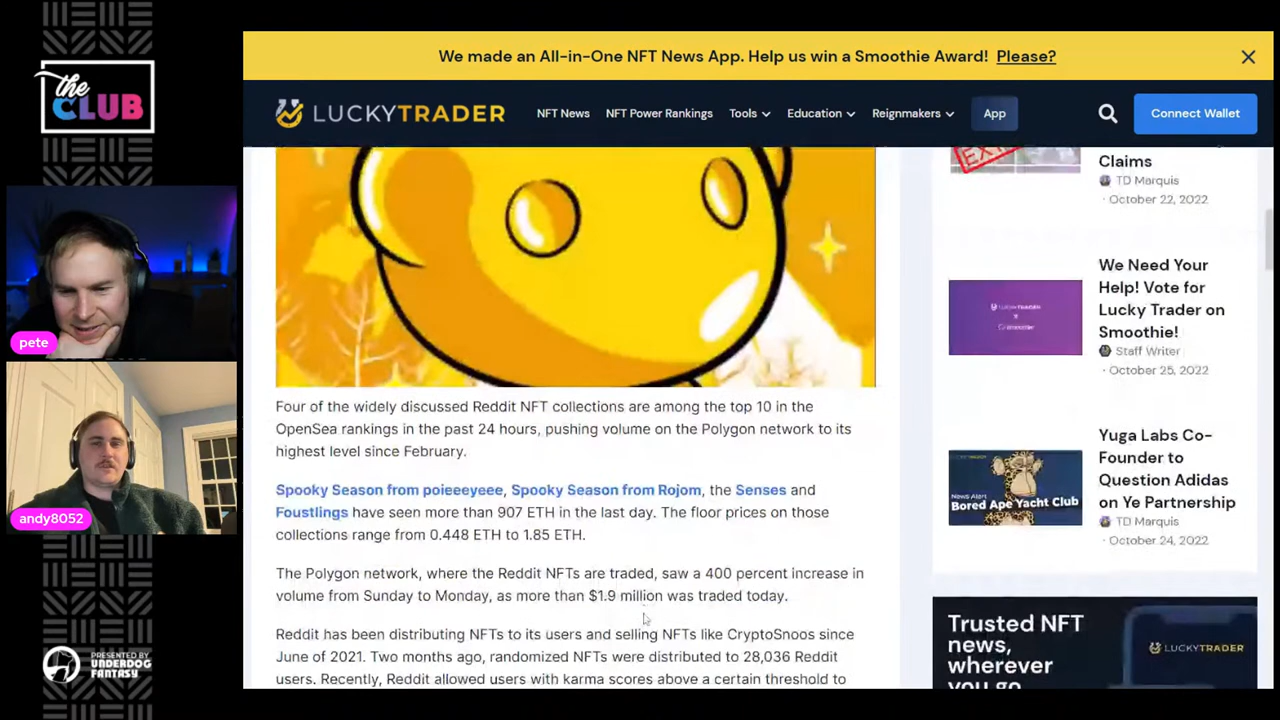 the
CLUB
pete
andy8052
PRESENTED BY
UNDERDOG
FANTASY
We made an All-in-One NFT News App. Help us win a Smoothie Award! Please?
LUCKYTRADER
NFT News
NFT Power Rankings
Tools
Education
Reignmakers
App
Connect Wallet
Four of the widely discussed Reddit NFT collections are among the top 10 in the
OpenSea rankings in the past 24 hours, pushing volume on the Polygon network to its
highest level since February.
Spooky Season from poieeeyeee, Spooky Season from Rojom, the Senses and
Foustlings have seen more than 907 ETH in the last day. The floor prices on those
collections range from 0.448 ETH to 1.85 ETH.
The Polygon network, where the Reddit NFTs are traded, saw a 400 percent increase in
volume from Sunday to Monday, as more than $1.9 million was traded today.
Reddit has been distributing NFTs to its users and selling NFTs like CryptoSnoos since
June of 2021. Two months ago, randomized NFTs were distributed to 28,036 Reddit
users. Recently, Reddit allowed users with karma scores above a certain threshold to
Claims
TD Marquis
· October 22, 2022
We Need Your
Help! Vote for
Lucky Trader on
Smoothie!
Staff Writer
· October 25, 2022
LUCKYTRADER
X
News Alert
Bored Ape Yacht Club
Yuga Labs Co-
Founder to
Question Adidas
on Ye Partnership
TD Marquis
· October 24, 2022
Trusted NFT
news,
wherever
you go
LUCKYTRADER